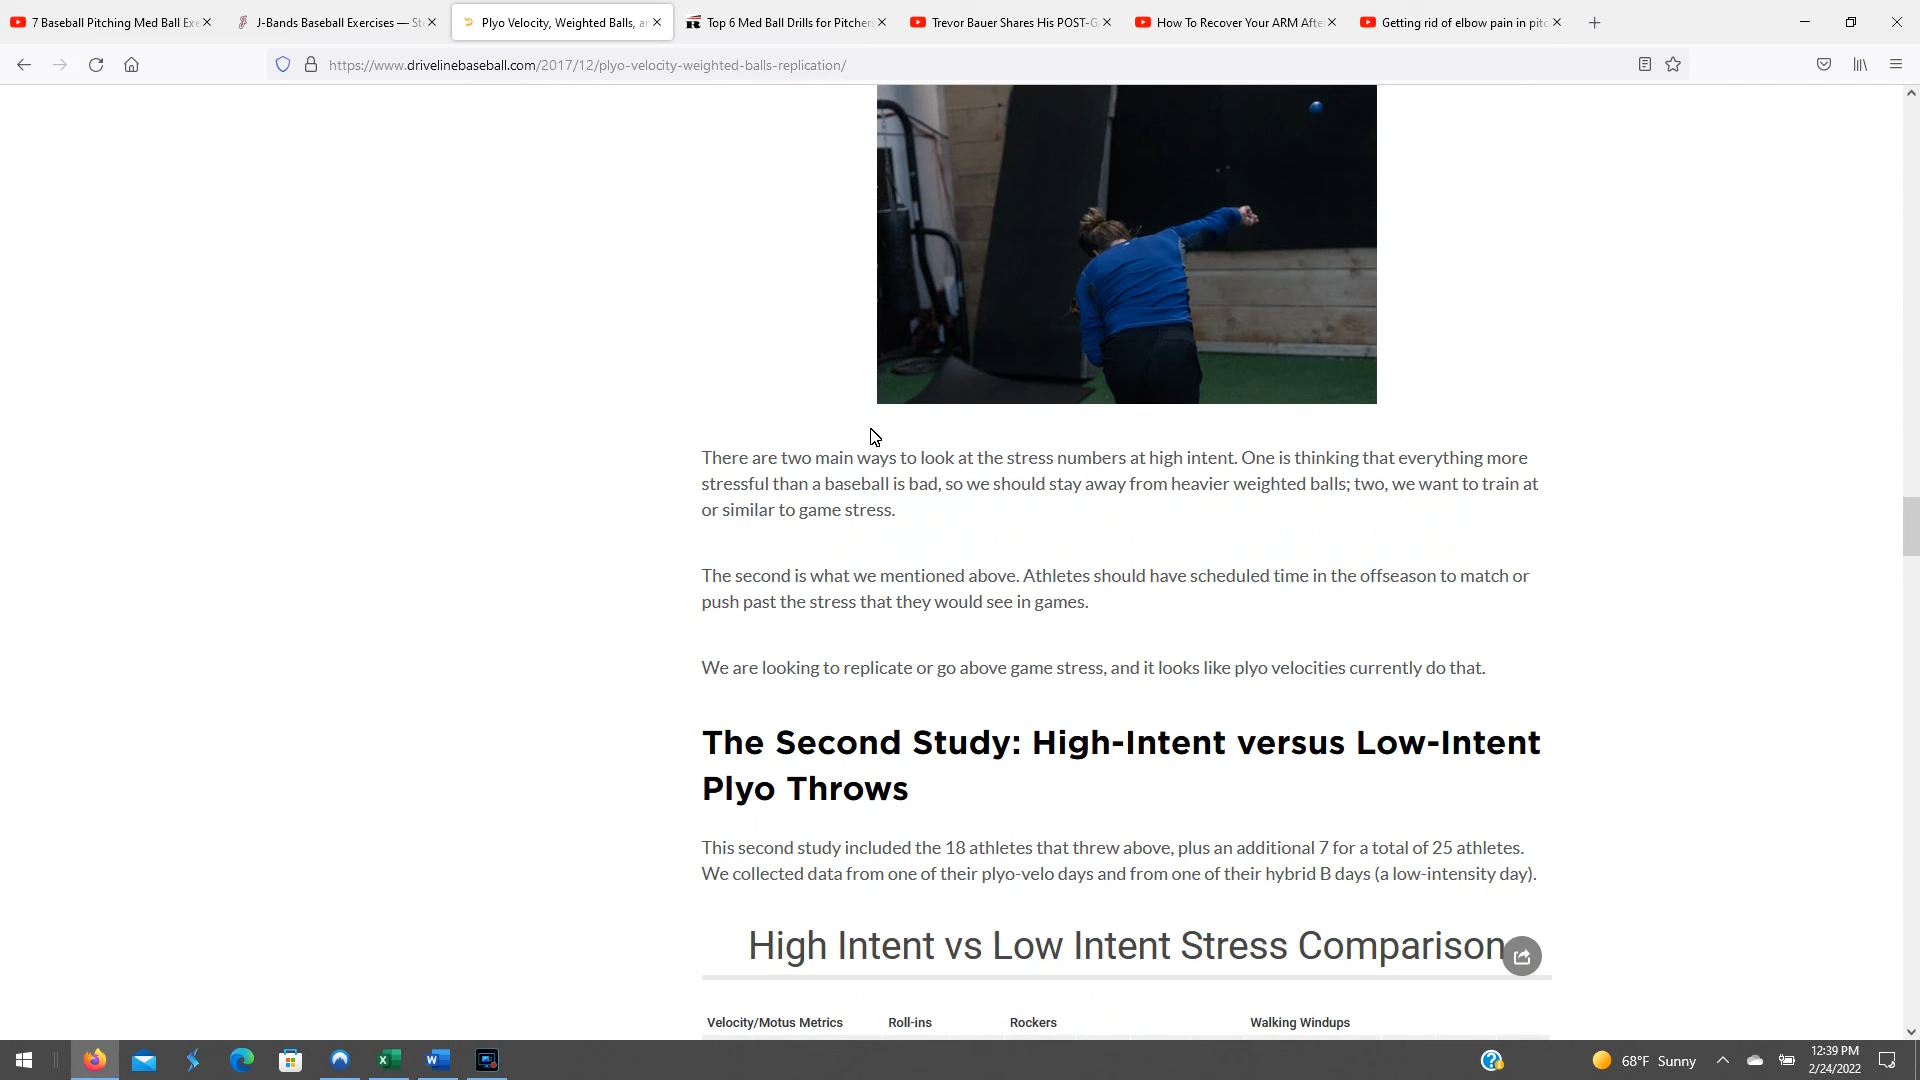 7 Baseball Pitching Med Ball Exe
J-Bands Baseball Exercises — St
Plyo Velocity, Weighted Balls, an
Top 6 Med Ball Drills for Pitchers
Trevor Bauer Shares His POST-G
How To Recover Your ARM Afte
Getting rid of elbow pain in pitc
https://www.drivelinebaseball.com/2017/12/plyo-velocity-weighted-balls-replication/
There are two main ways to look at the stress numbers at high intent. One is thinking that everything more
stressful than a baseball is bad, so we should stay away from heavier weighted balls; two, we want to train at
or similar to game stress.
The second is what we mentioned above. Athletes should have scheduled time in the offseason to match or
push past the stress that they would see in games.
We are looking to replicate or go above game stress, and it looks like plyo velocities currently do that.
The Second Study: High-Intent versus Low-Intent
Plyo Throws
This second study included the 18 athletes that threw above, plus an additional 7 for a total of 25 athletes.
We collected data from one of their plyo-velo days and from one of their hybrid B days (a low-intensity day).
High Intent vs Low Intent Stress Comparison
Velocity/Motus Metrics Roll-ins Rockers Walking Windups
68°F Sunny
12:39 PM
2/24/2022